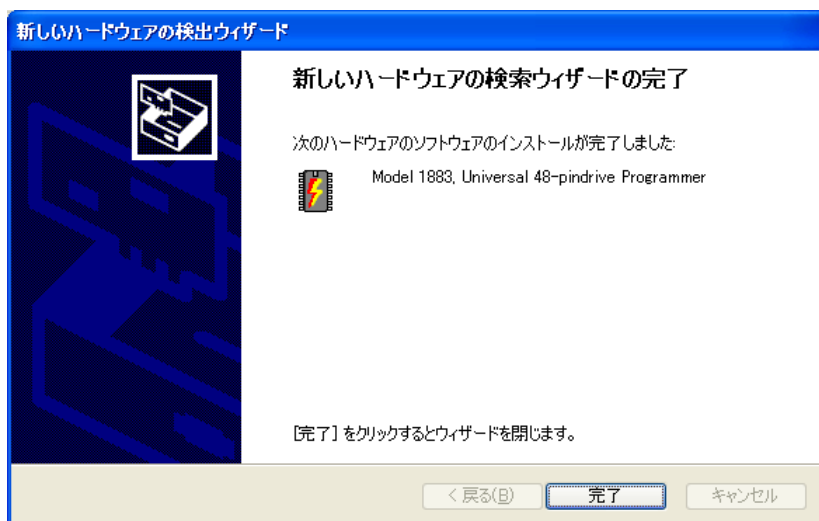 新しいハードウェアの検出ウィザード
新しいハードウェアの検索ウィザードの完了
次のハードウェアのソフトウェアのインストールが完了しました:
Model 1883, Universal 48-pindrive Programmer
[完了] をクリックするとウィザードを閉じます。
< 戻る(B)
完了
キャンセル